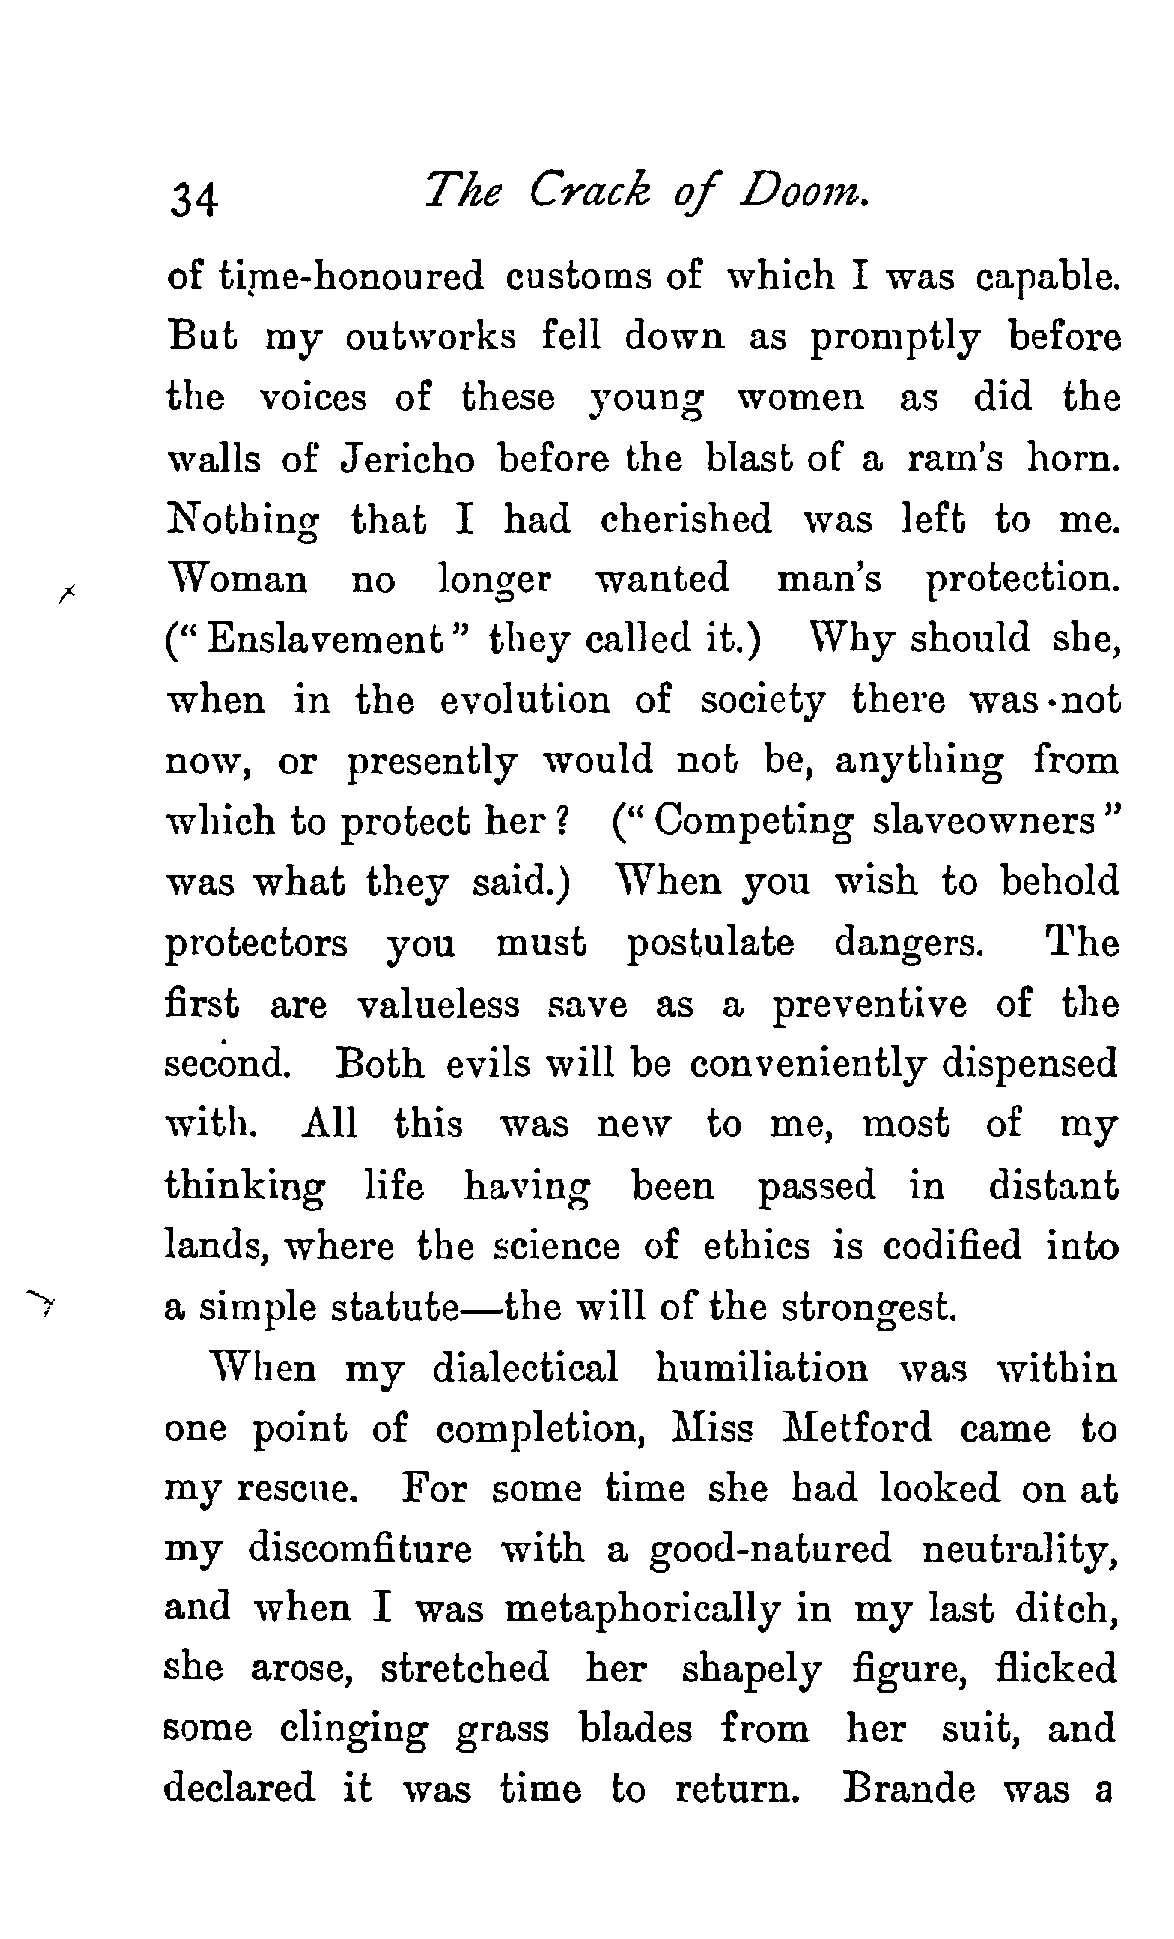 34 The Crack of Doom.
of time-honoured customs of which I was capable.
But my outworks fell down as promptly before
the voices of these young women as did the
walls of Jericho before the blast of a ram's horn.
Nothing that I had cherished was left to me.
Woman no longer wanted man's protection.
("Enslavement" they called it.) Why should she,
when in the evolution of society there was not
now, or presently would not be, anything from
which to protect her? ("Competing slaveowners"
was what they said.) When you wish to behold
protectors you must postulate dangers. The
first are valueless save as a preventive of the
second. Both evils will be conveniently dispensed
with. All this was new to me, most of my
thinking life having been passed in distant
lands, where the science of ethics is codified into
a simple statute—the will of the strongest.
When my dialectical humiliation was within
one point of completion, Miss Metford came to
my rescue. For some time she had looked on at
my discomfiture with a good-natured neutrality,
and when I was metaphorically in my last ditch,
she arose, stretched her shapely figure, flicked
some clinging grass blades from her suit, and
declared it was time to return. Brande was a